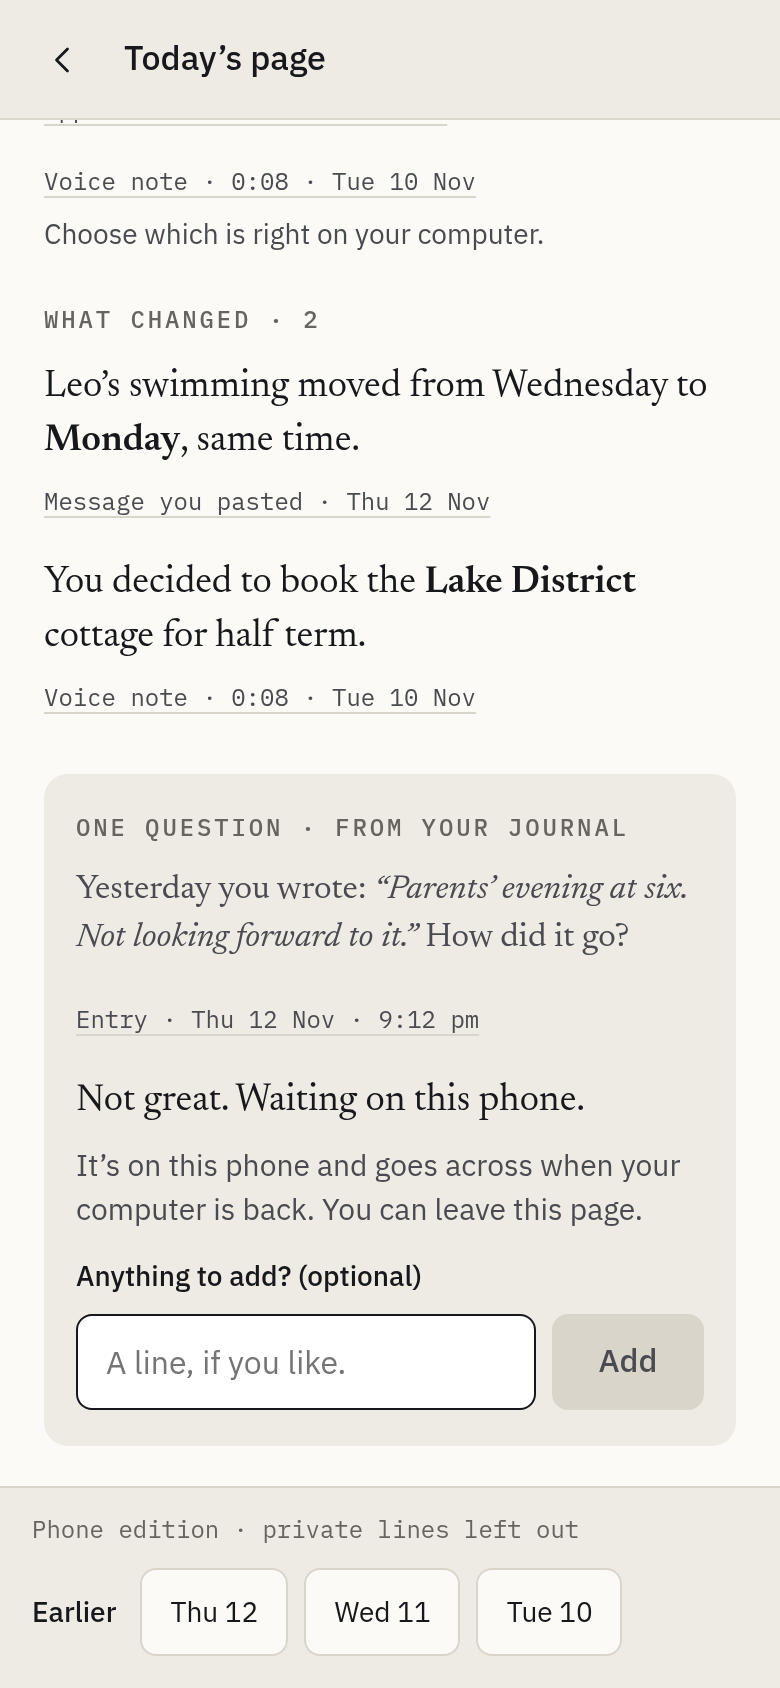 Today’s page
Voice note · 0:08 · Tue 10 Nov
Choose which is right on your computer.
WHAT CHANGED · 2
Leo’s swimming moved from Wednesday to
Monday, same time.
Message you pasted · Thu 12 Nov
You decided to book the Lake District
cottage for half term.
Voice note · 0:08 · Tue 10 Nov
ONE QUESTION · FROM YOUR JOURNAL
Yesterday you wrote: “Parents’ evening at six.
Not looking forward to it.” How did it go?
Entry · Thu 12 Nov · 9:12 pm
Not great. Waiting on this phone.
It’s on this phone and goes across when your
computer is back. You can leave this page.
Anything to add? (optional)
A line, if you like.
Add
Phone edition · private lines left out
Earlier
Thu 12
Wed 11
Tue 10